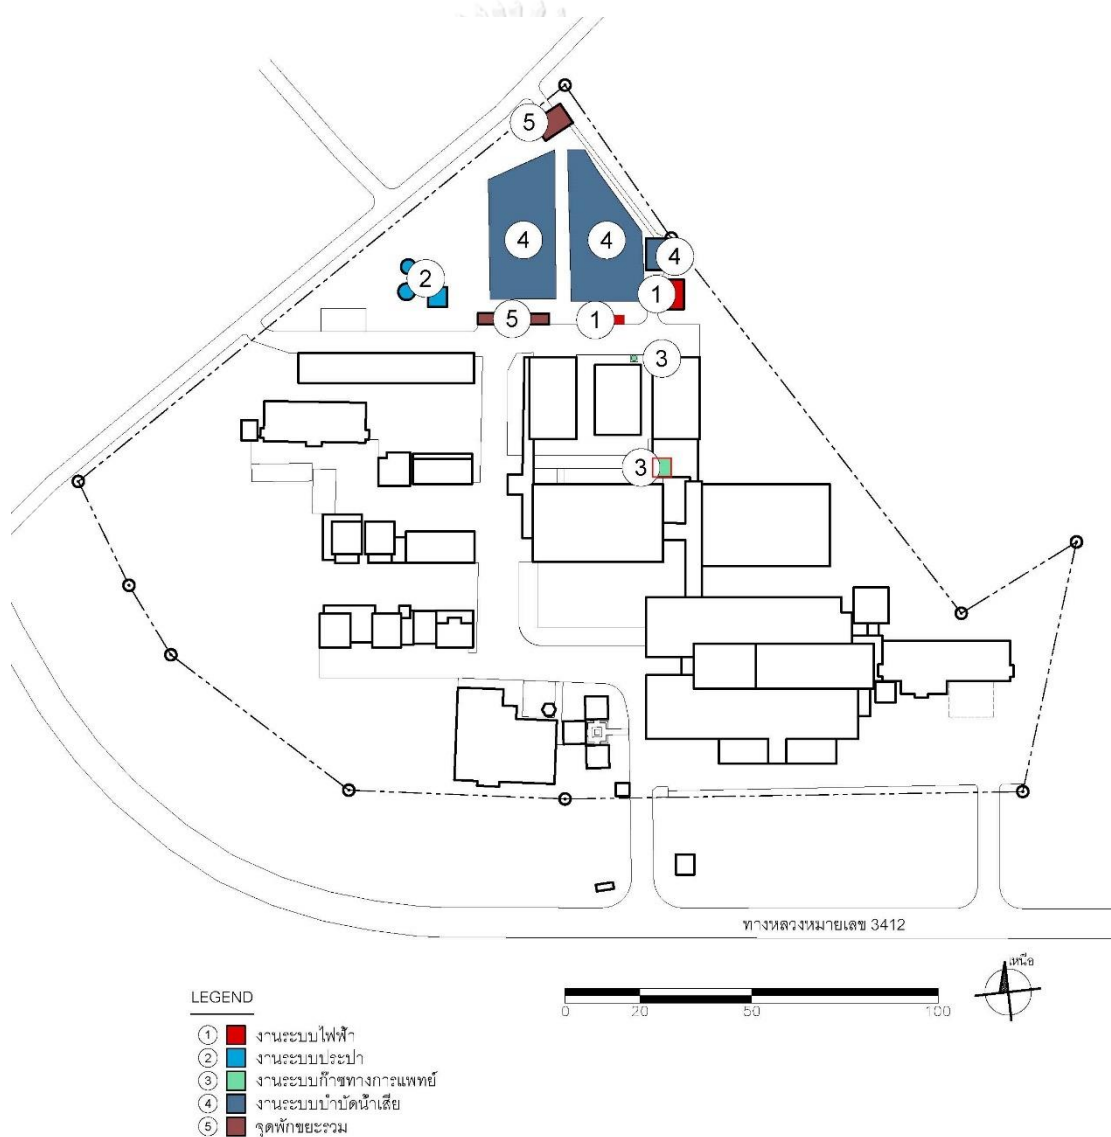 5
4
4
4
2
1
5
1
3
3
ทางหลวงหมายเลข 3412
เหนือ
0 20 50 100
LEGEND
1 งานระบบไฟฟ้า
2 งานระบบประปา
3 งานระบบก๊าซทางการแพทย์
4 งานระบบบำบัดน้ำเสีย
5 จุดพักขยะรวม